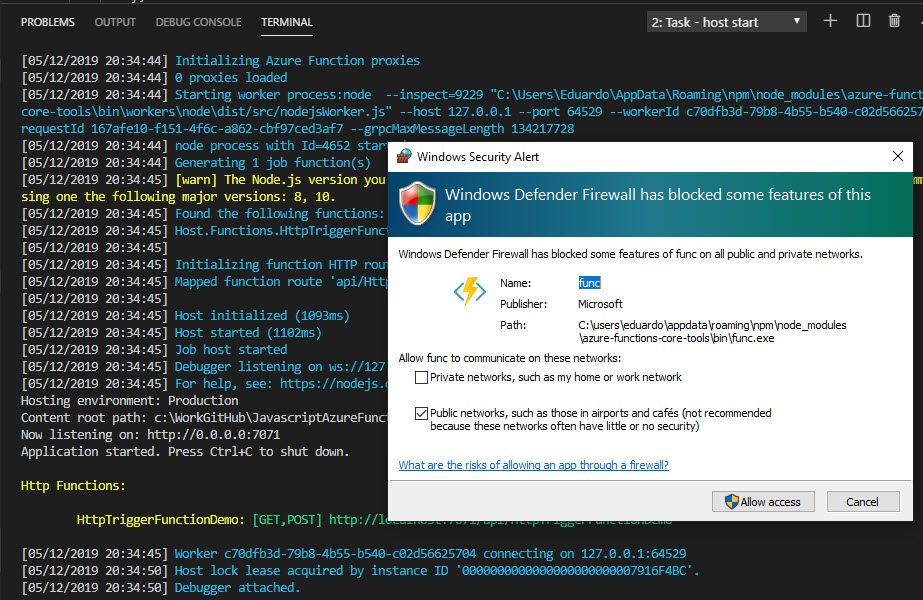 PROBLEMS OUTPUT DEBUG CONSOLE TERMINAL 2: Task - host start
[05/12/2019 20:34:44] Initializing Azure Function proxies
[05/12/2019 20:34:44] 0 proxies loaded
[05/12/2019 20:34:44] Starting worker process:node  --inspect=9229 "C:\Users\Eduardo\AppData\Roaming\npm\node_modules\azure-funct
core-tools\bin\workers\node\dist/src/nodejsWorker.js" --host 127.0.0.1 --port 64529 --workerId c70dfb3d-79b8-4b55-b540-c02d566257
requestId 167afe10-f151-4f6c-a862-cbf97ced3af7 --grpcMaxMessageLength 134217728
[05/12/2019 20:34:44] node process with Id=4652 star
[05/12/2019 20:34:44] Generating 1 job function(s)
[05/12/2019 20:34:45] [warn] The Node.js version you
sing one the following major versions: 8, 10.
[05/12/2019 20:34:45] Found the following functions:
[05/12/2019 20:34:45] Host.Functions.HttpTriggerFunct
[05/12/2019 20:34:45]
[05/12/2019 20:34:45] Initializing function HTTP rout
[05/12/2019 20:34:45] Mapped function route 'api/Http
[05/12/2019 20:34:45]
[05/12/2019 20:34:45] Host initialized (1093ms)
[05/12/2019 20:34:45] Host started (1102ms)
[05/12/2019 20:34:45] Job host started
[05/12/2019 20:34:45] Debugger listening on ws://127
[05/12/2019 20:34:45] For help, see: https://nodejs.o
Hosting environment: Production
Content root path: c:\WorkGitHub\JavascriptAzureFunct
Now listening on: http://0.0.0.0:7071
Application started. Press Ctrl+C to shut down.
Http Functions:
HttpTriggerFunctionDemo: [GET,POST] http://localhost:7071/api/HttpTriggerFunctionDemo
[05/12/2019 20:34:45] Worker c70dfb3d-79b8-4b55-b540-c02d56625704 connecting on 127.0.0.1:64529
[05/12/2019 20:34:50] Host lock lease acquired by instance ID '0000000000000000000000007916F4BC'.
[05/12/2019 20:34:50] Debugger attached.
Windows Security Alert
Windows Defender Firewall has blocked some features of this
app
Windows Defender Firewall has blocked some features of func on all public and private networks.
Name: func
Publisher: Microsoft
Path: C:\users\eduardo\appdata\roaming\npm\node_modules
\azure-functions-core-tools\bin\func.exe
Allow func to communicate on these networks:
Private networks, such as my home or work network
Public networks, such as those in airports and cafés (not recommended
because these networks often have little or no security)
What are the risks of allowing an app through a firewall?
Allow access Cancel